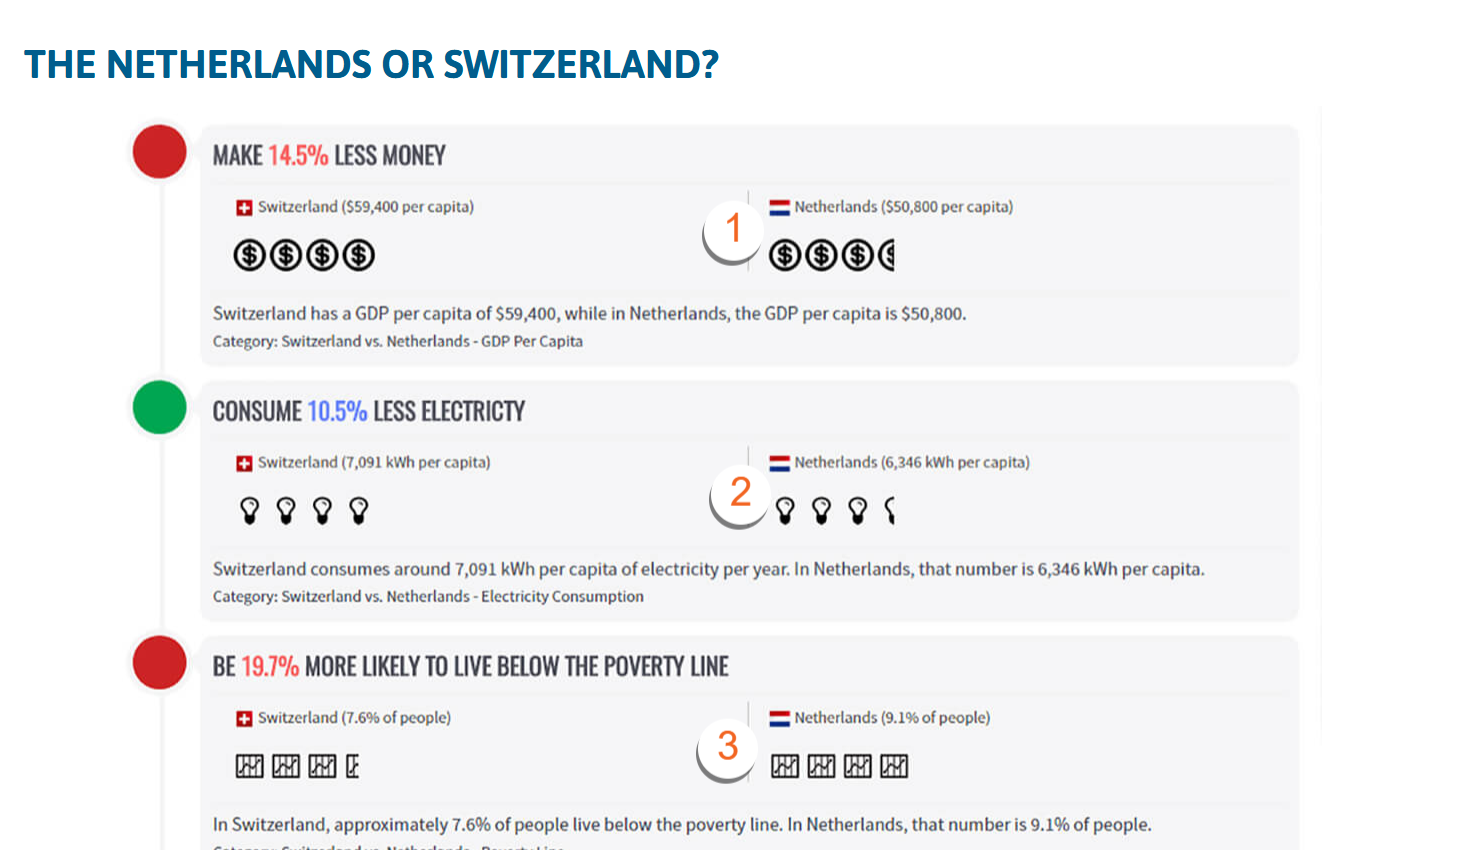 THE NETHERLANDS OR SWITZERLAND?
MAKE 14.5% LESS MONEY
Switzerland ($59,400 per capita)
1
Netherlands ($50,800 per capita)
Switzerland has a GDP per capita of $59,400, while in Netherlands, the GDP per capita is $50,800.
Category: Switzerland vs. Netherlands - GDP Per Capita
CONSUME 10.5% LESS ELECTRICTY
Switzerland (7,091 kWh per capita)
2
Netherlands (6,346 kWh per capita)
Switzerland consumes around 7,091 kWh per capita of electricity per year. In Netherlands, that number is 6,346 kWh per capita.
Category: Switzerland vs. Netherlands - Electricity Consumption
BE 19.7% MORE LIKELY TO LIVE BELOW THE POVERTY LINE
Switzerland (7.6% of people)
3
Netherlands (9.1% of people)
In Switzerland, approximately 7.6% of people live below the poverty line. In Netherlands, that number is 9.1% of people.